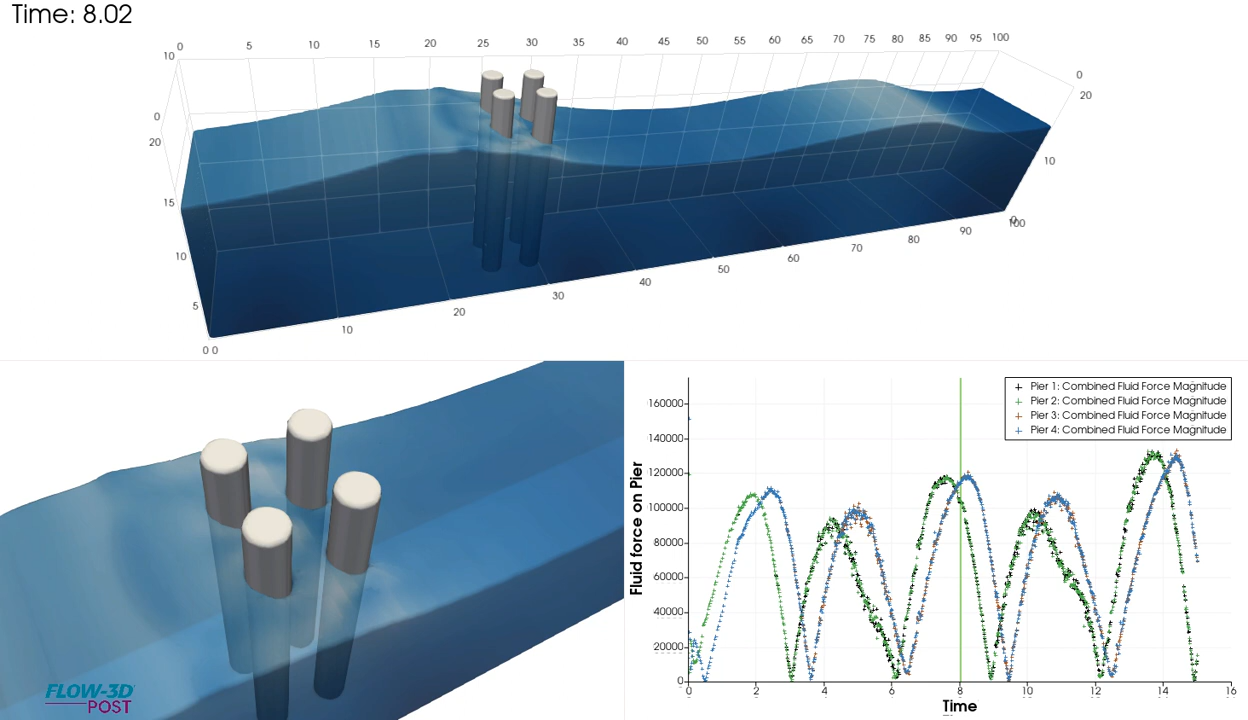 Time: 8.02
0 5 10 15 20 25 30 35 40 45 50 55 60 65 70 75 80 85 90 95 100
10
0
0
20
20
10
15
10
5
0 0
10
20
30
40
50
60
70
80
90
100
FLOW-3D
POST
Pier 1: Combined Fluid Force Magnitude
Pier 2: Combined Fluid Force Magnitude
Pier 3: Combined Fluid Force Magnitude
Pier 4: Combined Fluid Force Magnitude
Fluid force on Pier
160000
140000
120000
100000
80000
60000
40000
20000
0
0 2 4 6 8 10 12 14 16
Time